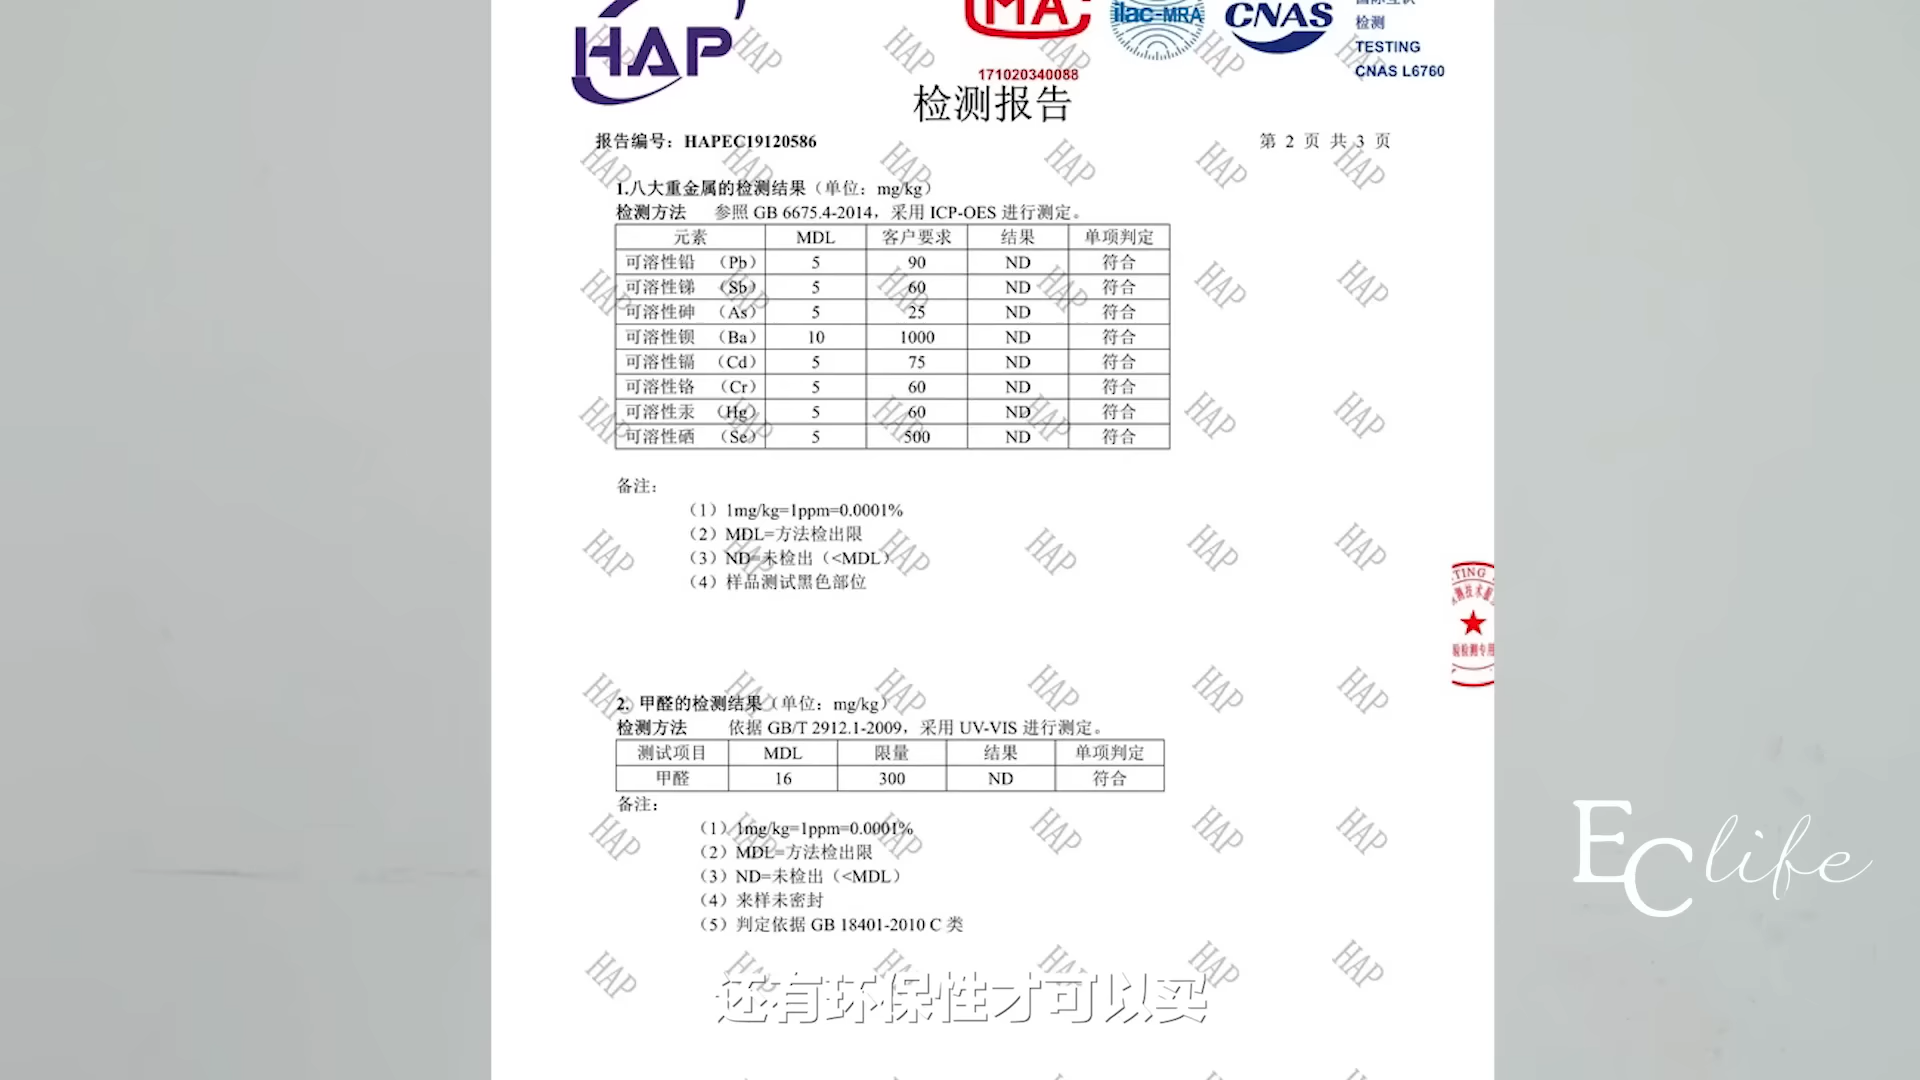 HAP
MA
ilac-MRA
CNAS
检测
TESTING
CNAS L6760
171020340088
检测报告
报告编号：HAPEC19120586
第 2 页 共 3 页
1.八大重金属的检测结果（单位：mg/kg）
检测方法 参照 GB 6675.4-2014，采用 ICP-OES 进行测定。
元素 MDL 客户要求 结果 单项判定
可溶性铅 （Pb） 5 90 ND 符合
可溶性锑 （Sb） 5 60 ND 符合
可溶性砷 （As） 5 25 ND 符合
可溶性钡 （Ba） 10 1000 ND 符合
可溶性镉 （Cd） 5 75 ND 符合
可溶性铬 （Cr） 5 60 ND 符合
可溶性汞 （Hg） 5 60 ND 符合
可溶性硒 （Se） 5 500 ND 符合
备注：
（1）1mg/kg=1ppm=0.0001%
（2）MDL=方法检出限
（3）ND=未检出（<MDL）
（4）样品测试黑色部位
2. 甲醛的检测结果（单位：mg/kg）
检测方法 依据 GB/T 2912.1-2009，采用 UV-VIS 进行测定。
测试项目 MDL 限量 结果 单项判定
甲醛 16 300 ND 符合
备注：
（1）1mg/kg=1ppm=0.0001%
（2）MDL=方法检出限
（3）ND=未检出（<MDL）
（4）来样未密封
（5）判定依据 GB 18401-2010 C 类
EC life
还有环保性才可以买